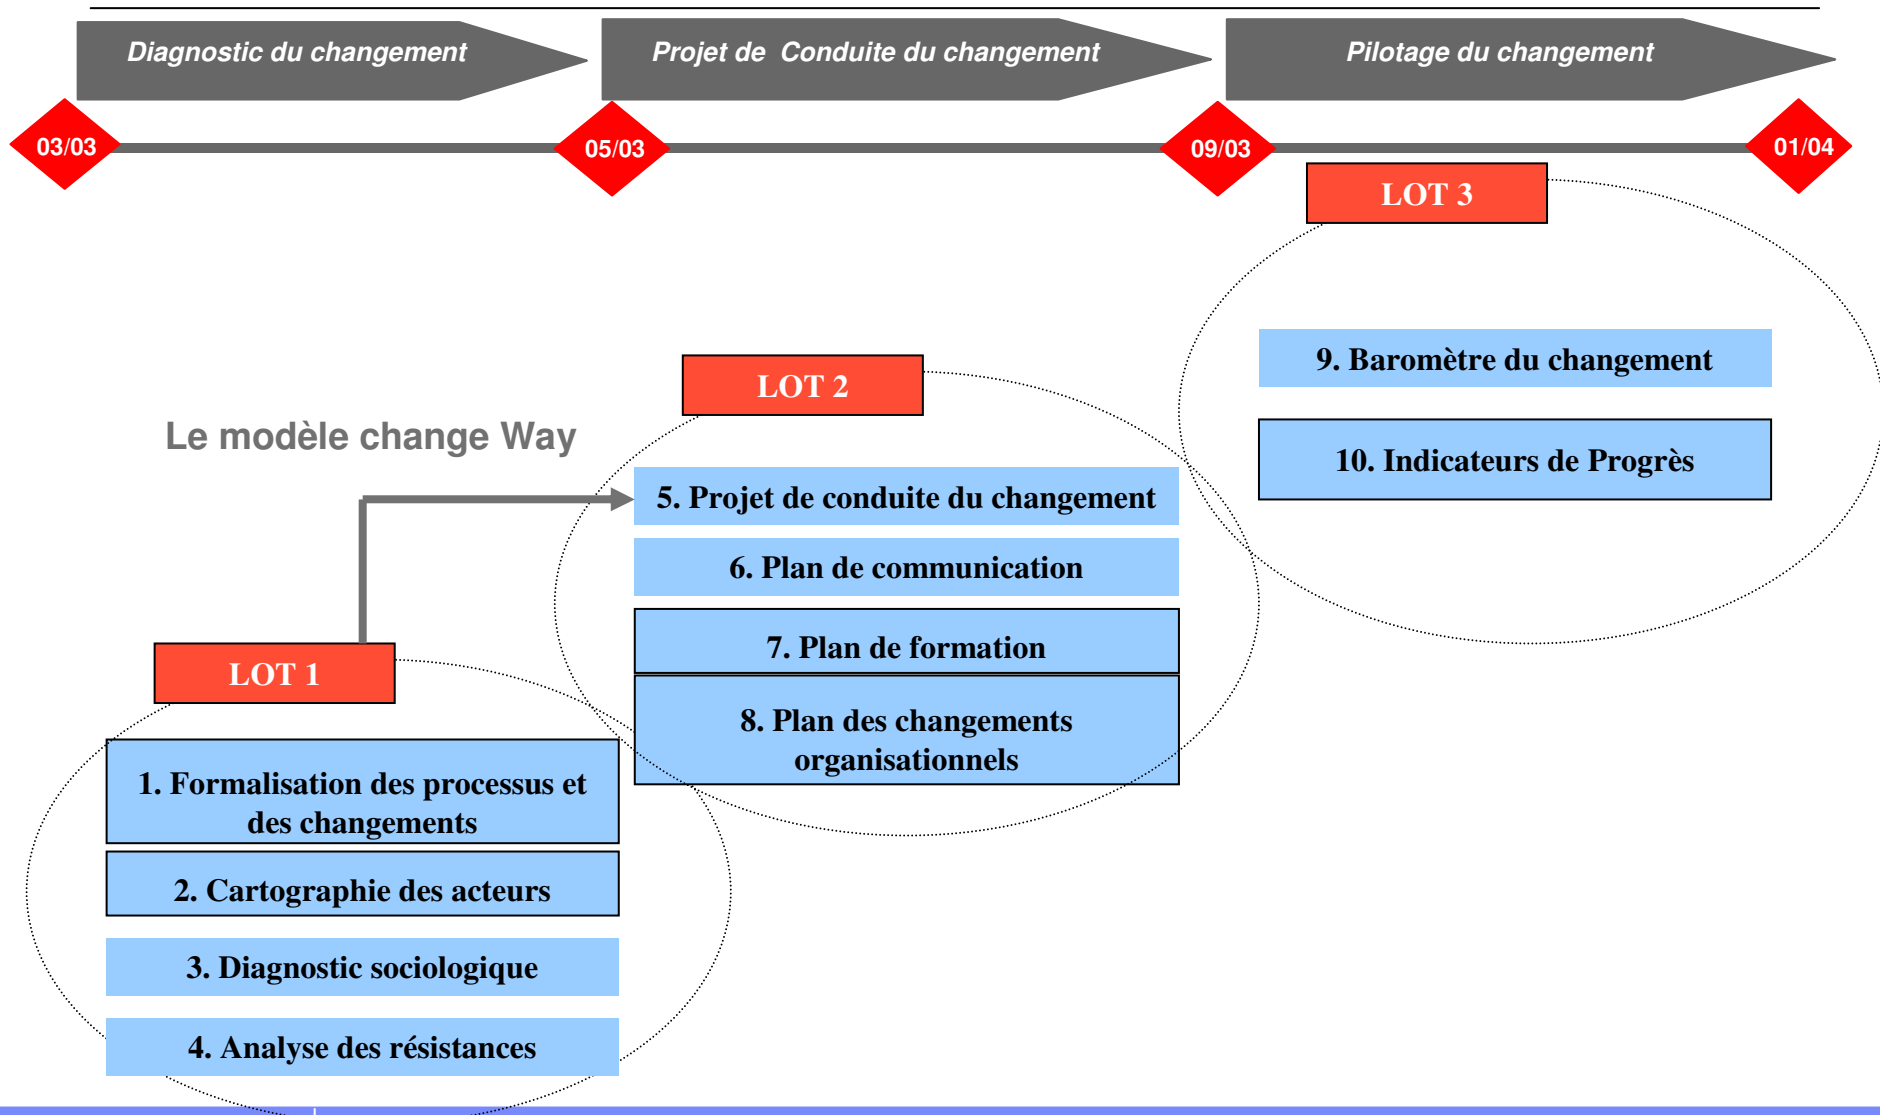 Diagnostic du changement
Projet de Conduite du changement
Pilotage du changement
03/03
05/03
09/03
01/04
LOT 3
9. Baromètre du changement
10. Indicateurs de Progrès
LOT 2
Le modèle change Way
5. Projet de conduite du changement
6. Plan de communication
7. Plan de formation
8. Plan des changements
organisationnels
LOT 1
1. Formalisation des processus et
des changements
2. Cartographie des acteurs
3. Diagnostic sociologique
4. Analyse des résistances